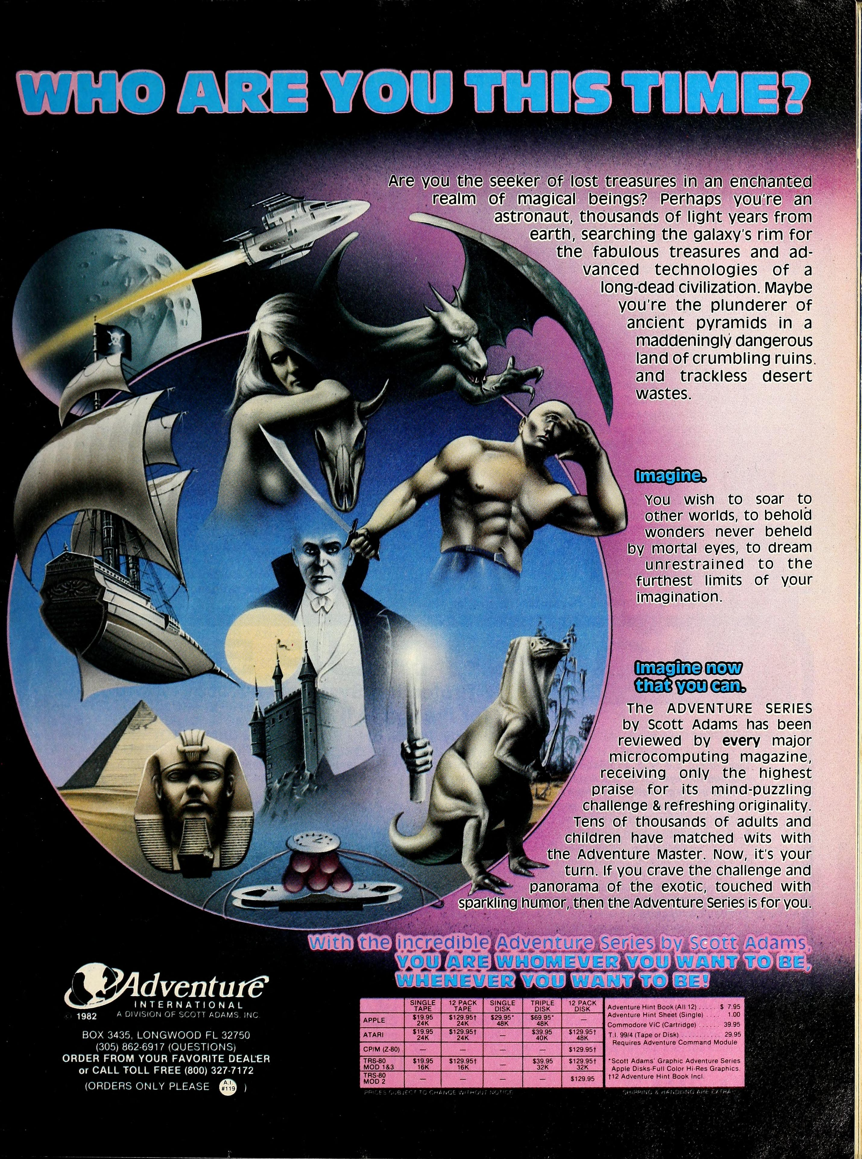 WHO ARE YOU THIS TIME?
Are you the seeker of lost treasures in an enchanted
realm of magical beings? Perhaps you're an
astronaut, thousands of light years from
earth, searching the galaxy's rim for
the fabulous treasures and ad-
vanced technologies of a
long-dead civilization. Maybe
you're the plunderer of
ancient pyramids in a
maddeningly dangerous
land of crumbling ruins
and trackless desert
wastes.
Imagine.
You wish to soar to
other worlds, to behold
wonders never beheld
by mortal eyes, to dream
unrestrained to the
furthest limits of your
imagination.
Imagine now
that you can.
The ADVENTURE SERIES
by Scott Adams has been
reviewed by every major
microcomputing magazine,
receiving only the highest
praise for its mind-puzzling
challenge & refreshing originality.
Tens of thousands of adults and
children have matched wits with
the Adventure Master. Now, it's your
turn. If you crave the challenge and
panorama of the exotic, touched with
sparkling humor, then the Adventure Series is for you.
With the incredible Adventure Series by Scott Adams,
YOU ARE WHOMEVER YOU WANT TO BE,
WHENEVER YOU WANT TO BE!
Adventure
INTERNATIONAL
1982 A DIVISION OF SCOTT ADAMS, INC.
BOX 3435, LONGWOOD FL 32750
(305) 862-6917 (QUESTIONS)
ORDER FROM YOUR FAVORITE DEALER
or CALL TOLL FREE (800) 327-7172
(ORDERS ONLY PLEASE A.I. #119 )
SINGLE TAPE 12 PACK TAPE SINGLE DISK TRIPLE DISK 12 PACK DISK
APPLE $19.95 24K $129.95† 24K $29.95* 48K $69.95* 48K —
ATARI $19.95 24K $129.95† 24K — $39.95 40K $129.95† 48K
CP/M (Z-80) — — — — $129.95†
TRS-80 MOD 1&3 $19.95 16K $129.95† 16K — $39.95 32K $129.95† 32K
TRS-80 MOD 2 — — — — $129.95
Adventure Hint Book (All 12) . . . . $ 7.95
Adventure Hint Sheet (Single) . . . . 1.00
Commodore VIC (Cartridge) . . . . 39.95
T.I. 99/4 (Tape or Disk) . . . . 29.95
Requires Adventure Command Module
*Scott Adams' Graphic Adventure Series
Apple Disks-Full Color Hi-Res Graphics.
†12 Adventure Hint Book Incl.
PRICES SUBJECT TO CHANGE WITHOUT NOTICE
SHIPPING & HANDLING ARE EXTRA